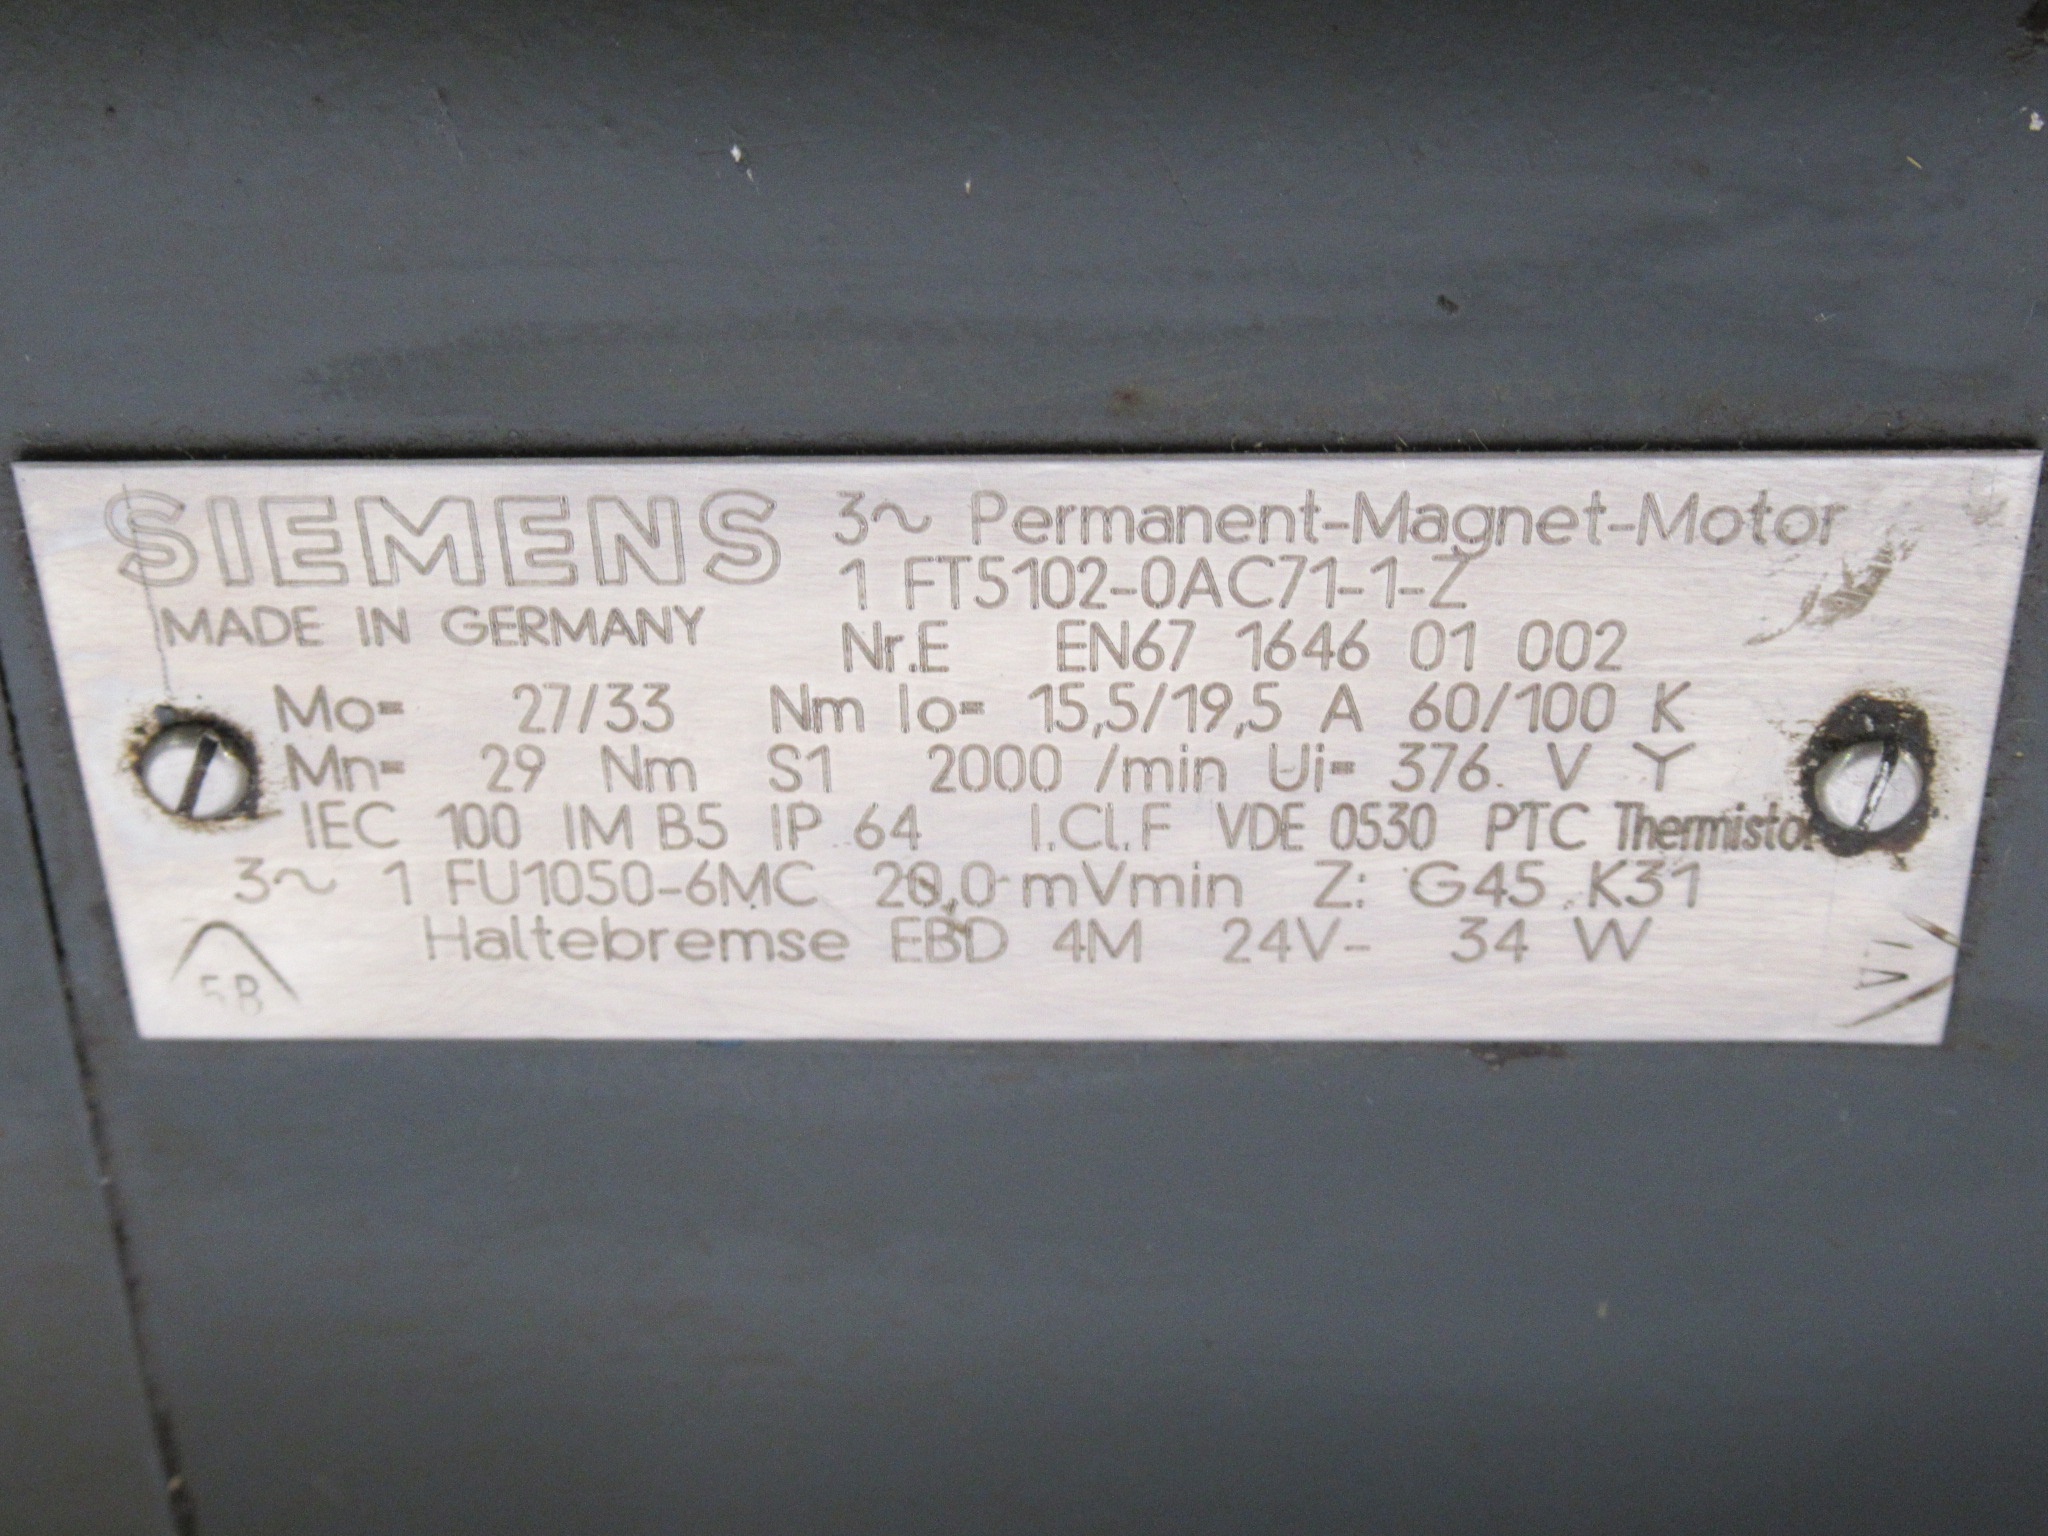 SIEMENS 3~ Permanent-Magnet-Motor
1 FT5102-0AC71-1-Z
MADE IN GERMANY
Nr.E EN67 1646 01 002
Mo= 27/33 Nm Io= 15,5/19,5 A 60/100 K
Mn= 29 Nm S1 2000 /min Ui= 376. V Y
IEC 100 IM B5 IP 64 I.Cl.F VDE 0530 PTC Thermistor
3~ 1 FU1050-6MC 20,0 mVmin Z: G45 K31
Haltebremse EBD 4M 24V- 34 W
5B
1.A